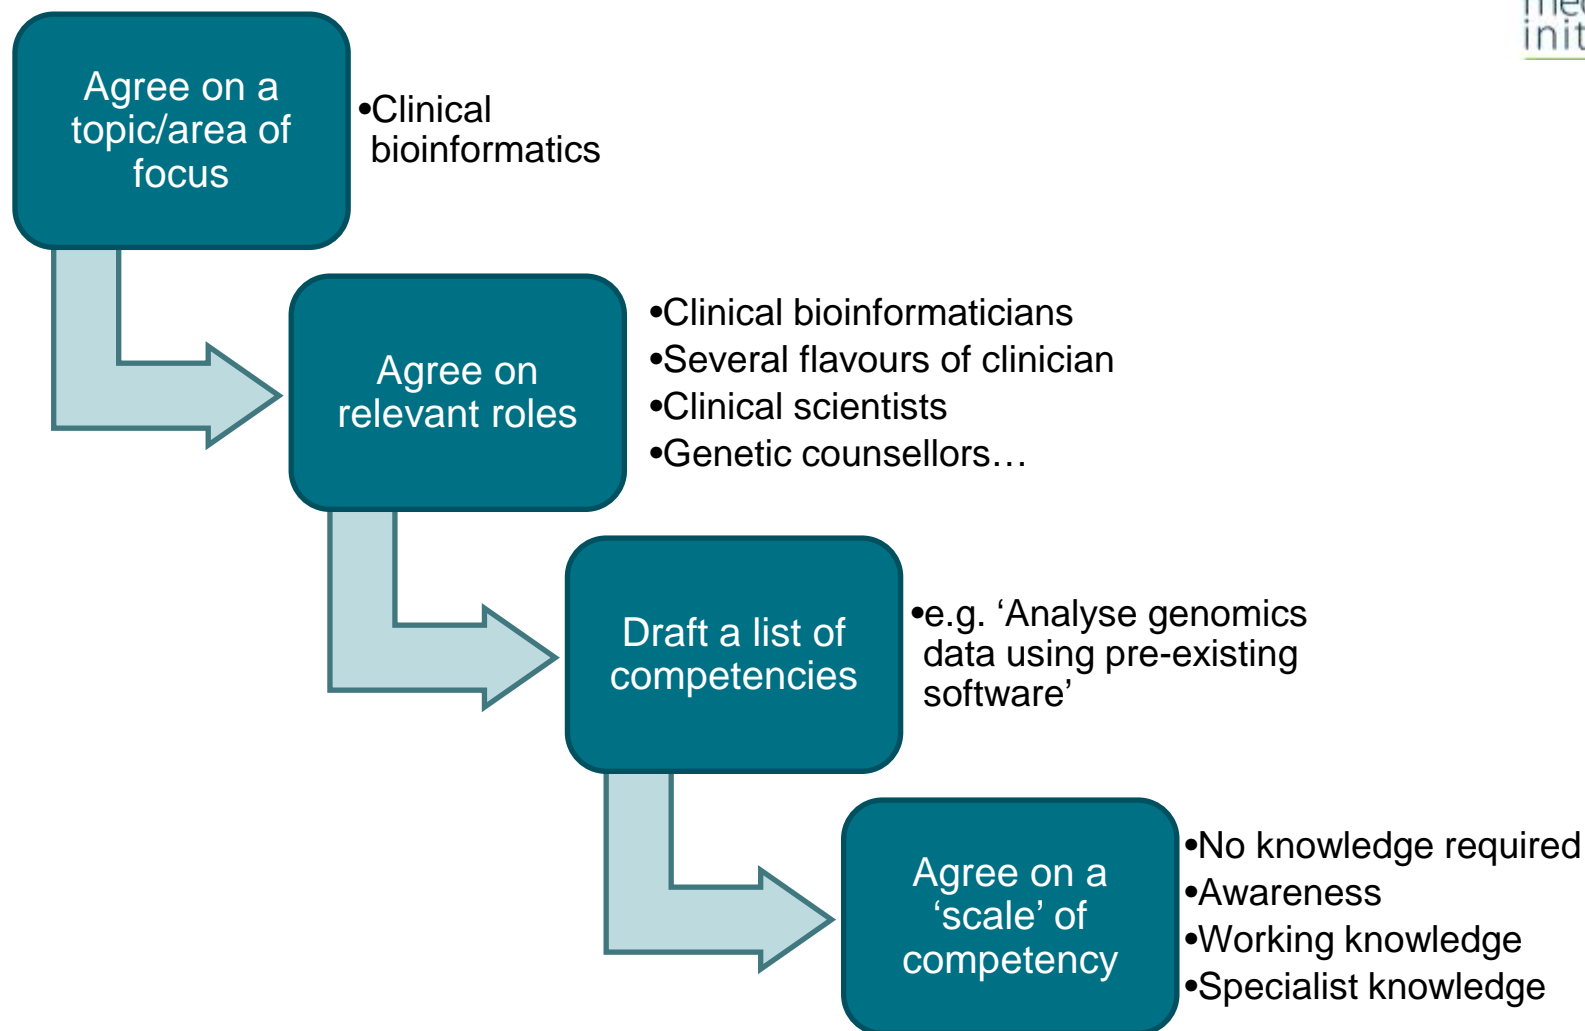 Agree on a
topic/area of
focus
•Clinical
bioinformatics
Agree on
relevant roles
•Clinical bioinformaticians
•Several flavours of clinician
•Clinical scientists
•Genetic counsellors…
Draft a list of
competencies
•e.g. ‘Analyse genomics
data using pre-existing
software’
Agree on a
‘scale’ of
competency
•No knowledge required
•Awareness
•Working knowledge
•Specialist knowledge